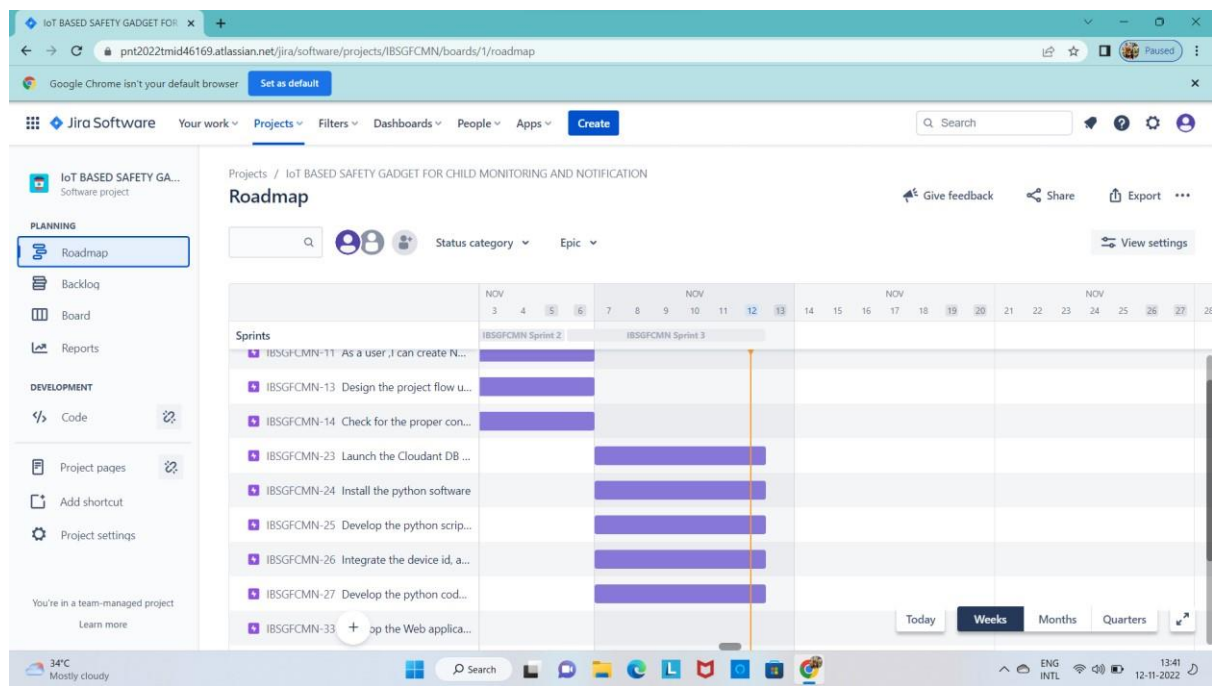 IoT BASED SAFETY GADGET FOR
pnt2022tmid46169.atlassian.net/jira/software/projects/IBSGFCMN/boards/1/roadmap
Paused
Google Chrome isn't your default browser Set as default
Jira Software Your work Projects Filters Dashboards People Apps Create Search
IoT BASED SAFETY GA...
Software project
PLANNING
Roadmap
Backlog
Board
Reports
DEVELOPMENT
Code
Project pages
Add shortcut
Project settings
You're in a team-managed project
Learn more
Projects / IoT BASED SAFETY GADGET FOR CHILD MONITORING AND NOTIFICATION
Roadmap
Give feedback Share Export
Status category Epic View settings
NOV NOV NOV NOV
3 4 5 6 7 8 9 10 11 12 13 14 15 16 17 18 19 20 21 22 23 24 25 26 27 28
Sprints IBSGFCMN Sprint 2 IBSGFCMN Sprint 3
IBSGFCMN-11 As a user ,I can create N...
IBSGFCMN-13 Design the project flow u...
IBSGFCMN-14 Check for the proper con...
IBSGFCMN-23 Launch the Cloudant DB ...
IBSGFCMN-24 Install the python software
IBSGFCMN-25 Develop the python scrip...
IBSGFCMN-26 Integrate the device id, a...
IBSGFCMN-27 Develop the python cod...
IBSGFCMN-33 op the Web applica...
Today Weeks Months Quarters
34°C
Mostly cloudy
Search
ENG
INTL
13:41
12-11-2022